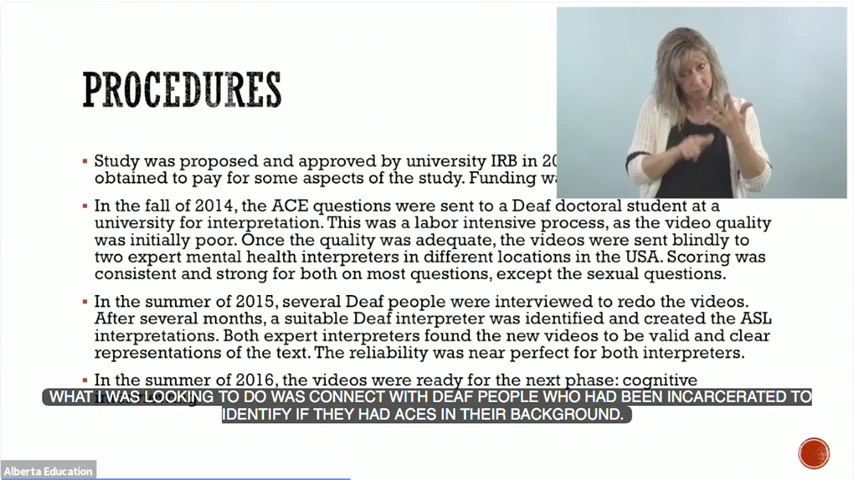 PROCEDURES
▪ Study was proposed and approved by university IRB in 20
obtained to pay for some aspects of the study. Funding wa
▪ In the fall of 2014, the ACE questions were sent to a Deaf doctoral student at a
university for interpretation. This was a labor intensive process, as the video quality
was initially poor. Once the quality was adequate, the videos were sent blindly to
two expert mental health interpreters in different locations in the USA. Scoring was
consistent and strong for both on most questions, except the sexual questions.
▪ In the summer of 2015, several Deaf people were interviewed to redo the videos.
After several months, a suitable Deaf interpreter was identified and created the ASL
interpretations. Both expert interpreters found the new videos to be valid and clear
representations of the text. The reliability was near perfect for both interpreters.
▪ In the summer of 2016, the videos were ready for the next phase: cognitive
WHAT I WAS LOOKING TO DO WAS CONNECT WITH DEAF PEOPLE WHO HAD BEEN INCARCERATED TO
IDENTIFY IF THEY HAD ACES IN THEIR BACKGROUND.
Alberta Education